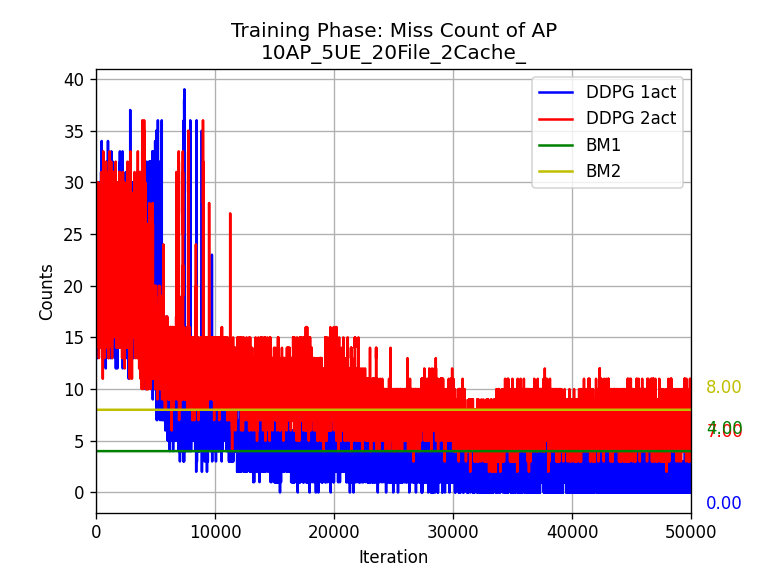 Training Phase: Miss Count of AP
10AP_5UE_20File_2Cache_
DDPG 1act
DDPG 2act
BM1
BM2
Counts
40
35
30
25
20
15
10
5
0
8.00
4.00
7.00
0.00
0
10000
20000
30000
40000
50000
Iteration